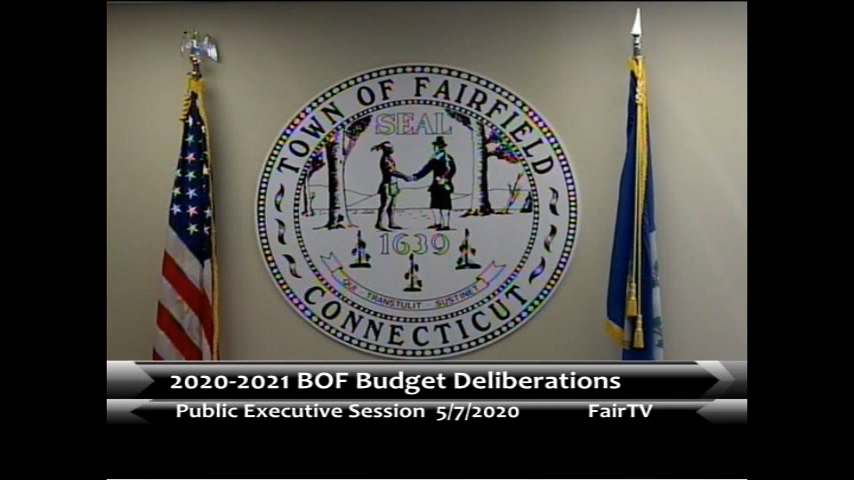 TOWN OF FAIRFIELD
SEAL
1639
QUI TRANSTULIT SUSTINET
CONNECTICUT
2020-2021 BOF Budget Deliberations
Public Executive Session 5/7/2020 FairTV